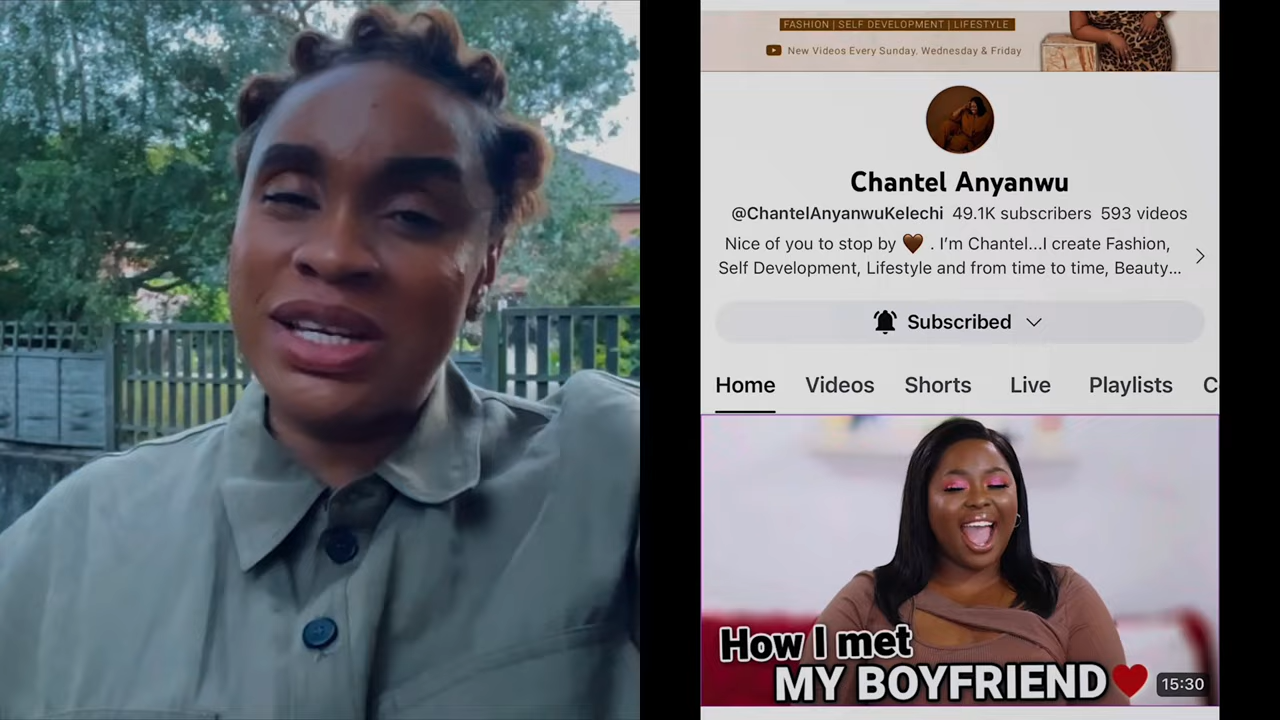 FASHION | SELF DEVELOPMENT | LIFESTYLE
New Videos Every Sunday. Wednesday & Friday
Chantel Anyanwu
@ChantelAnyanwuKelechi 49.1K subscribers 593 videos
Nice of you to stop by 🤎 . I'm Chantel...I create Fashion,
Self Development, Lifestyle and from time to time, Beauty...
Subscribed
Home Videos Shorts Live Playlists C
How I met
MY BOYFRIEND❤️
15:30